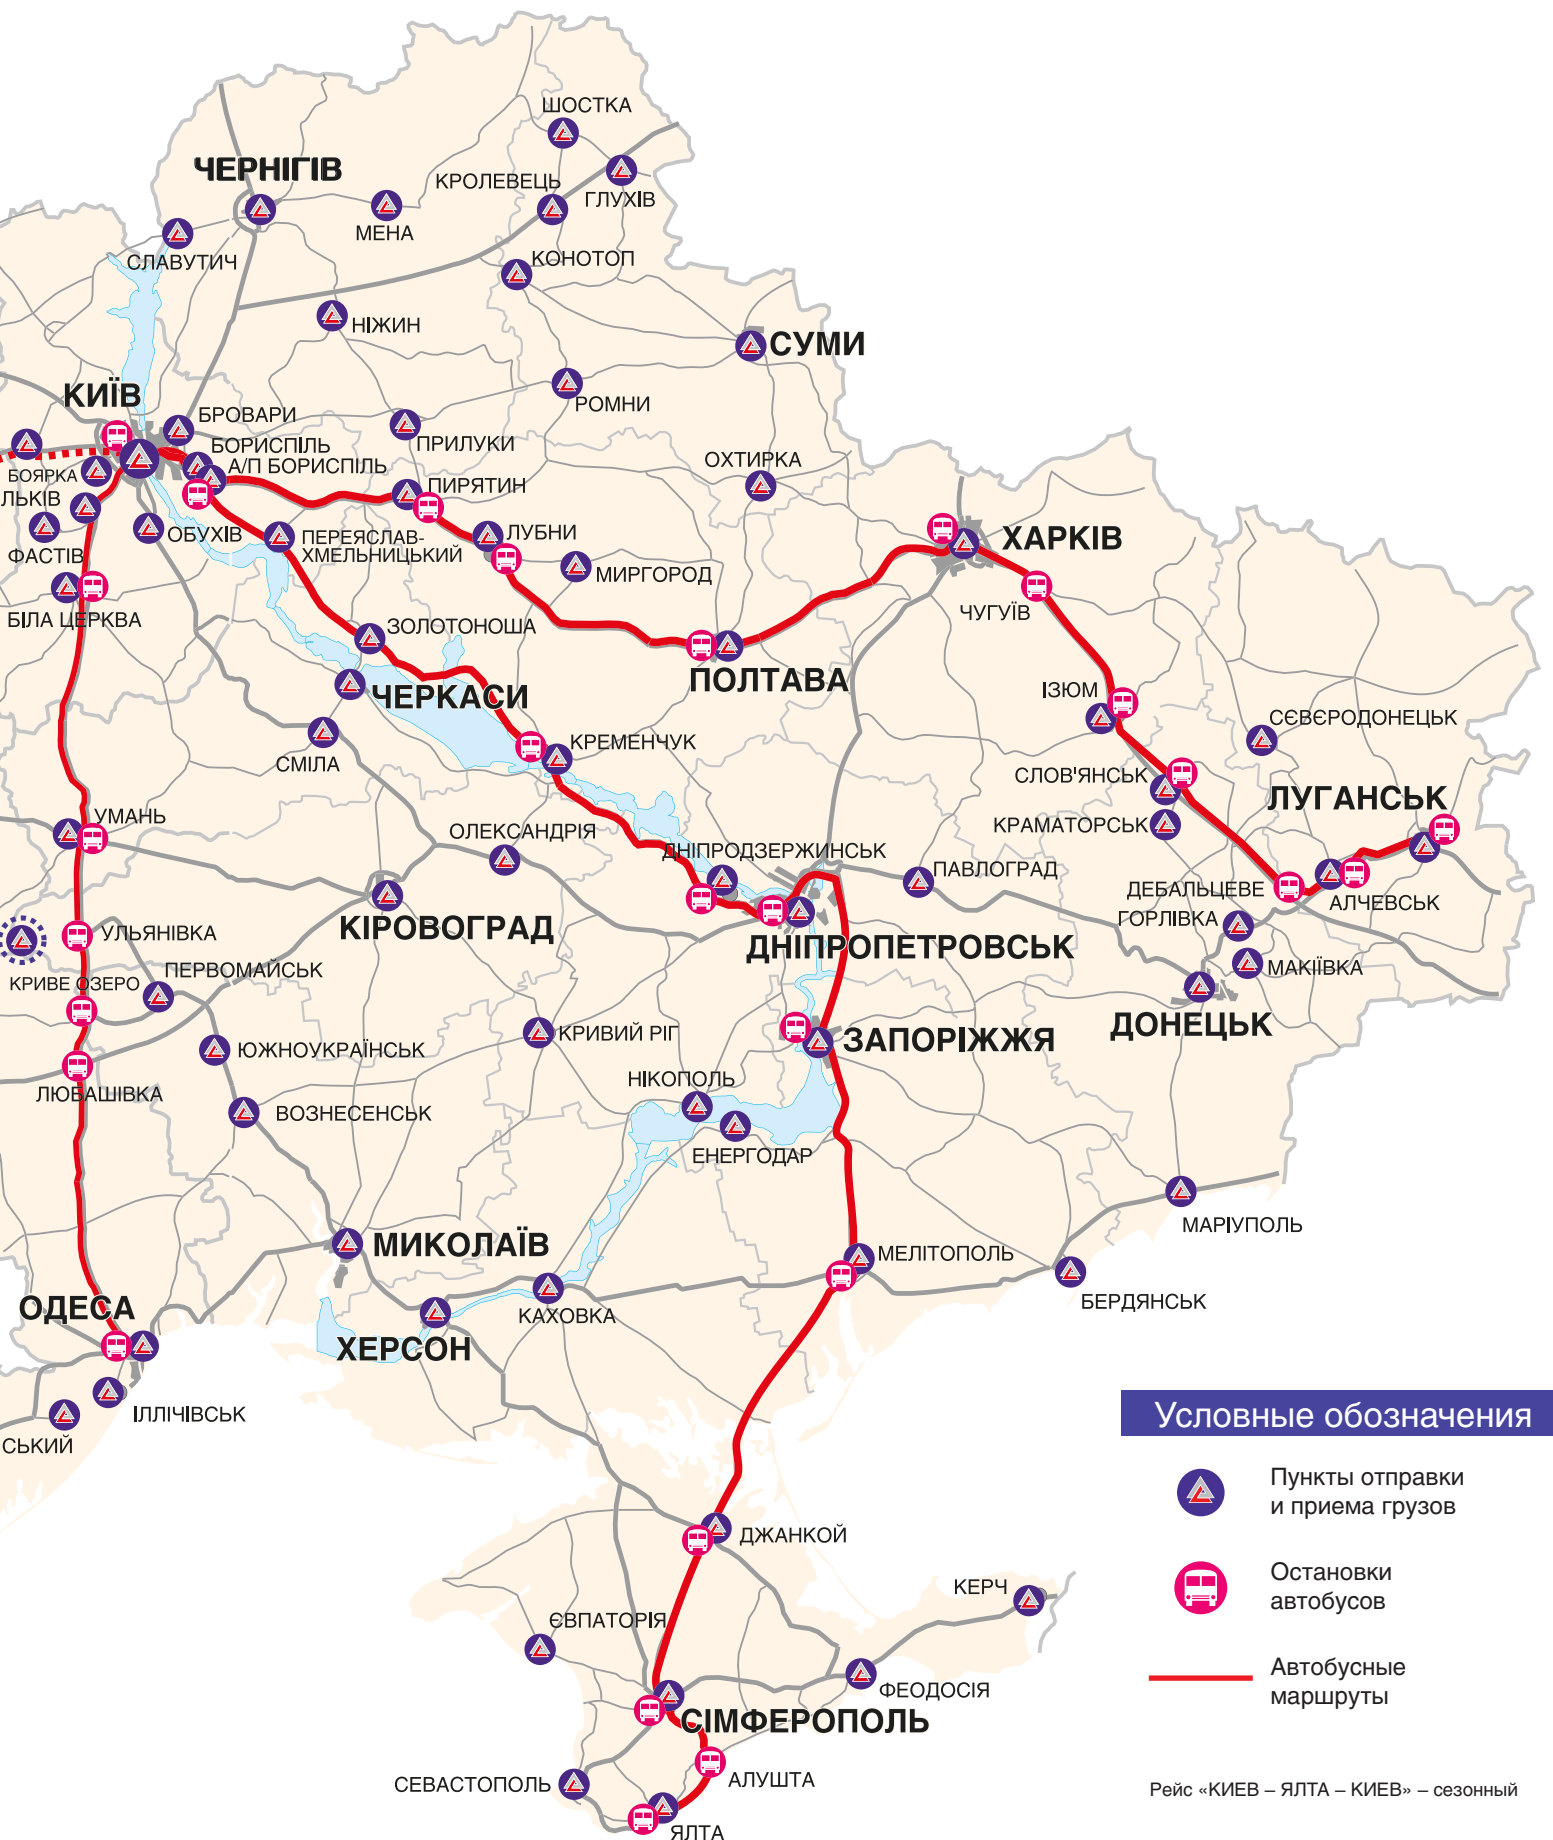 ШОСТКА
ЧЕРНІГІВ
КРОЛЕВЕЦЬ
ГЛУХІВ
МЕНА
СЛАВУТИЧ
КОНОТОП
НІЖИН
СУМИ
КИЇВ
РОМНИ
БРОВАРИ
ПРИЛУКИ
БОРИСПІЛЬ
А/П БОРИСПІЛЬ
ОХТИРКА
БОЯРКА
ПИРЯТИН
ЛЬКІВ
ОБУХІВ
ПЕРЕЯСЛАВ-
ХМЕЛЬНИЦЬКИЙ
ЛУБНИ
ХАРКІВ
ФАСТІВ
МИРГОРОД
ЧУГУЇВ
БІЛА ЦЕРКВА
ЗОЛОТОНОША
ПОЛТАВА
ЧЕРКАСИ
ІЗЮМ
СЄВЄРОДОНЕЦЬК
КРЕМЕНЧУК
СМІЛА
СЛОВ'ЯНСЬК
ЛУГАНСЬК
УМАНЬ
ОЛЕКСАНДРІЯ
КРАМАТОРСЬК
ДНІПРОДЗЕРЖИНСЬК
ПАВЛОГРАД
ДЕБАЛЬЦЕВЕ
АЛЧЕВСЬК
КІРОВОГРАД
ГОРЛІВКА
УЛЬЯНІВКА
ДНІПРОПЕТРОВСЬК
ПЕРВОМАЙСЬК
МАКІЇВКА
КРИВЕ ОЗЕРО
ДОНЕЦЬК
КРИВИЙ РІГ
ЗАПОРІЖЖЯ
ЮЖНОУКРАЇНСЬК
НІКОПОЛЬ
ЛЮБАШІВКА
ВОЗНЕСЕНСЬК
ЕНЕРГОДАР
МАРІУПОЛЬ
МИКОЛАЇВ
МЕЛІТОПОЛЬ
БЕРДЯНСЬК
ОДЕСА
КАХОВКА
ХЕРСОН
ІЛЛІЧІВСЬК
СЬКИЙ
Условные обозначения
Пункты отправки
и приема грузов
ДЖАНКОЙ
Остановки
автобусов
КЕРЧ
ЄВПАТОРІЯ
Автобусные
маршруты
ФЕОДОСІЯ
СІМФЕРОПОЛЬ
СЕВАСТОПОЛЬ
АЛУШТА
Рейс «КИЕВ – ЯЛТА – КИЕВ» – сезонный
ЯЛТА